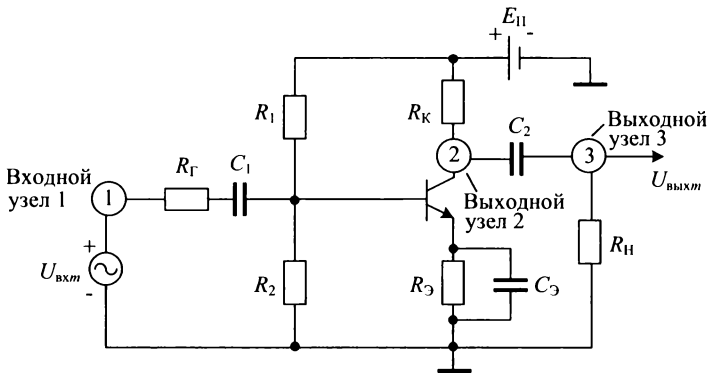 E_П
+ -
R_1
R_К
C_2
Выходной
узел 3
R_Г
C_1
2
3
Входной
узел 1
1
Выходной
узел 2
U_выхm
+
U_вхm
-
R_2
R_Э
C_Э
R_Н